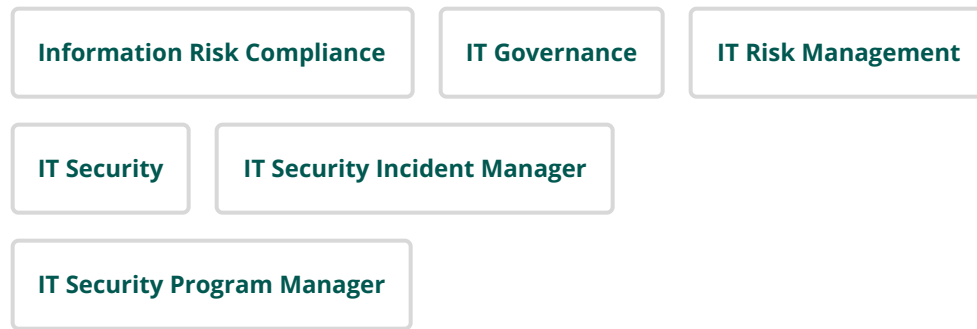 Information Risk Compliance IT Governance IT Risk Management
IT Security IT Security Incident Manager
IT Security Program Manager